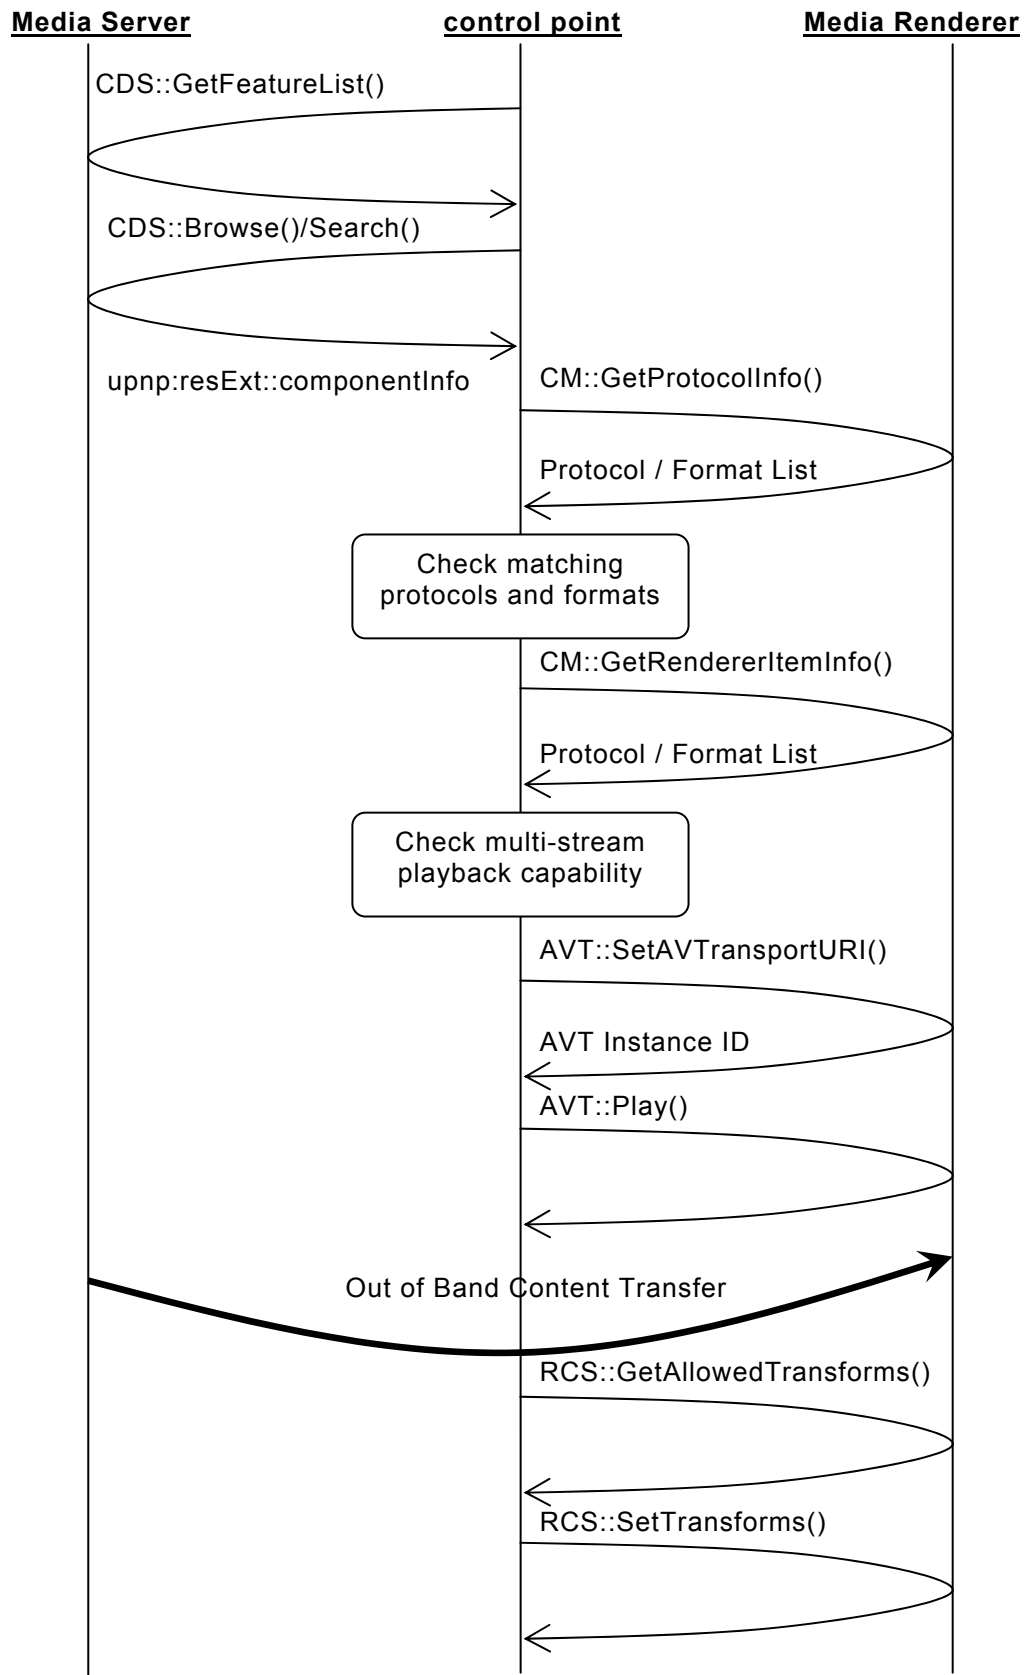 Media Server
control point
Media Renderer
CDS::GetFeatureList()
CDS::Browse()/Search()
upnp:resExt::componentInfo
CM::GetProtocolInfo()
Protocol / Format List
Check matching
protocols and formats
CM::GetRendererItemInfo()
Protocol / Format List
Check multi-stream
playback capability
AVT::SetAVTransportURI()
AVT Instance ID
AVT::Play()
Out of Band Content Transfer
RCS::GetAllowedTransforms()
RCS::SetTransforms()